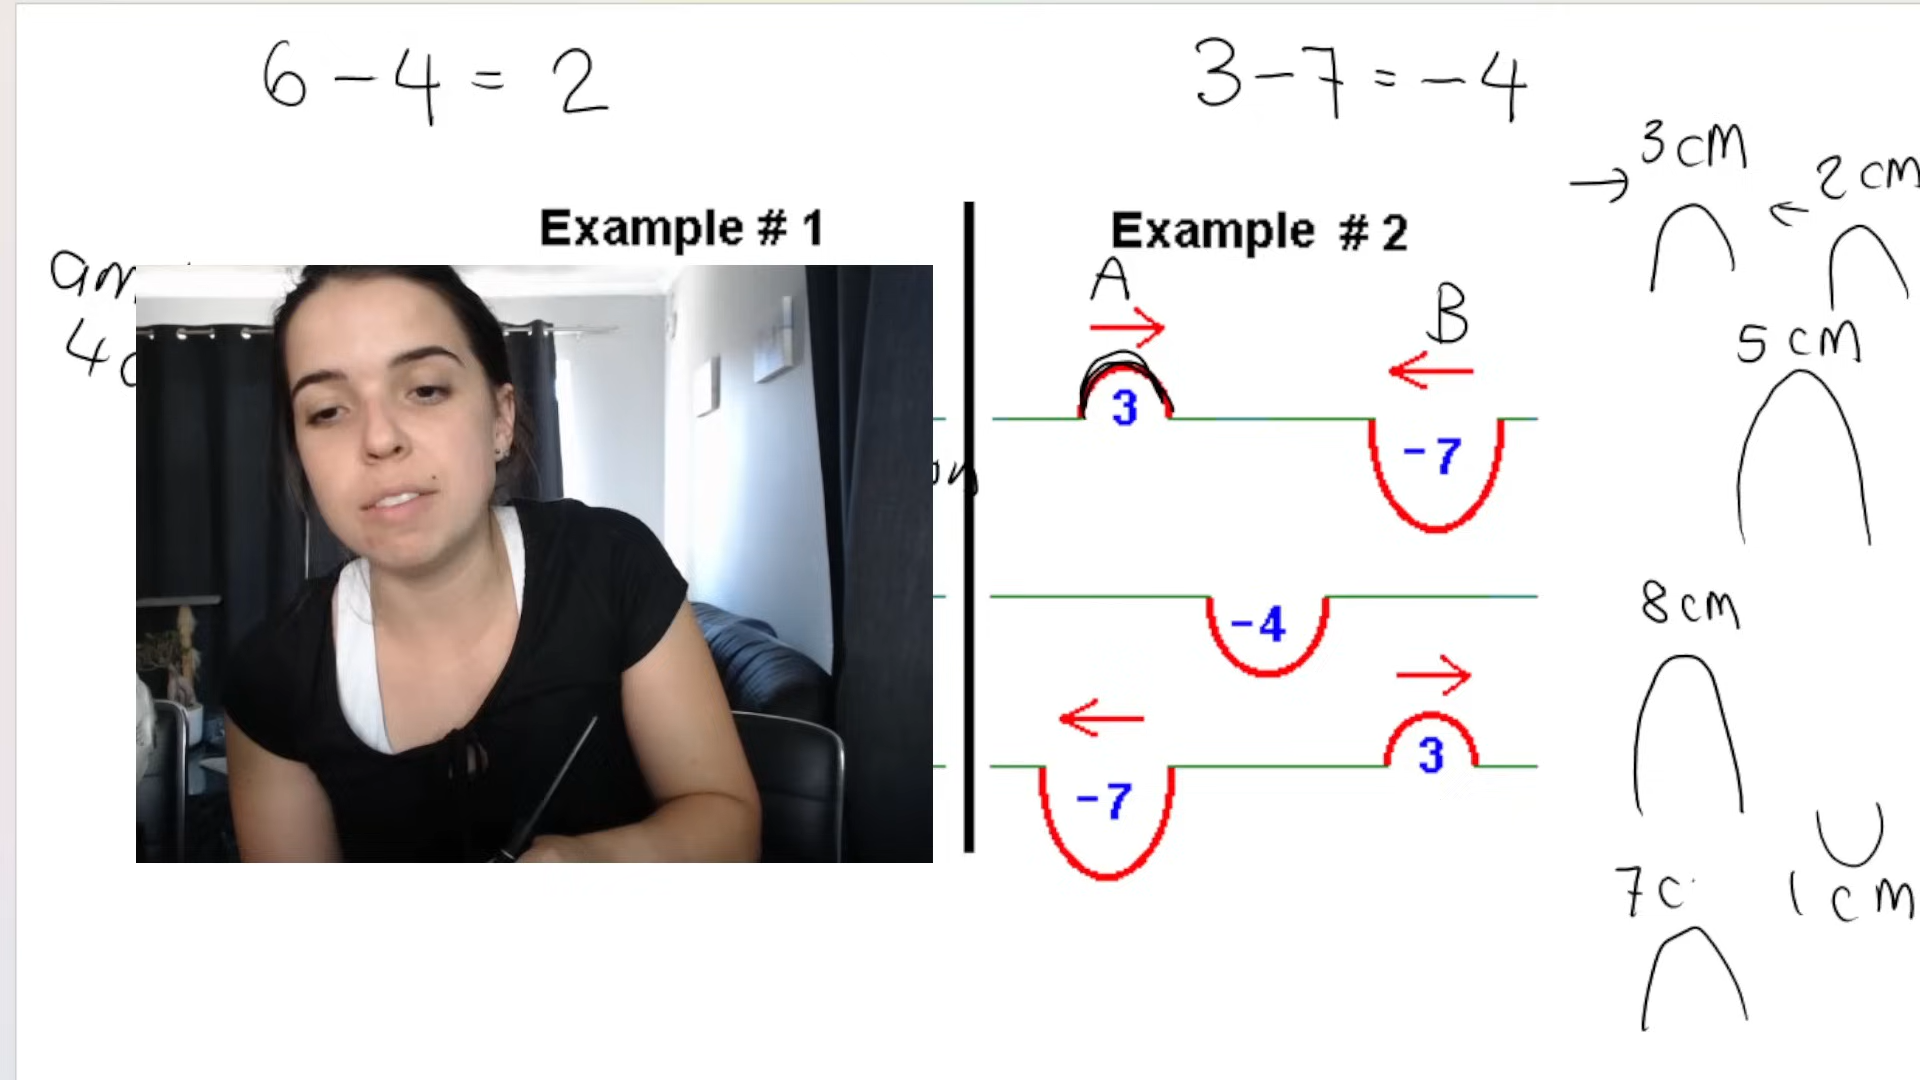 6 - 4 = 2
3 - 7 = -4
3 cm
2 cm
Example # 1
Example # 2
A
B
5 cm
3
-7
-4
8 cm
3
-7
7 c
1 cm